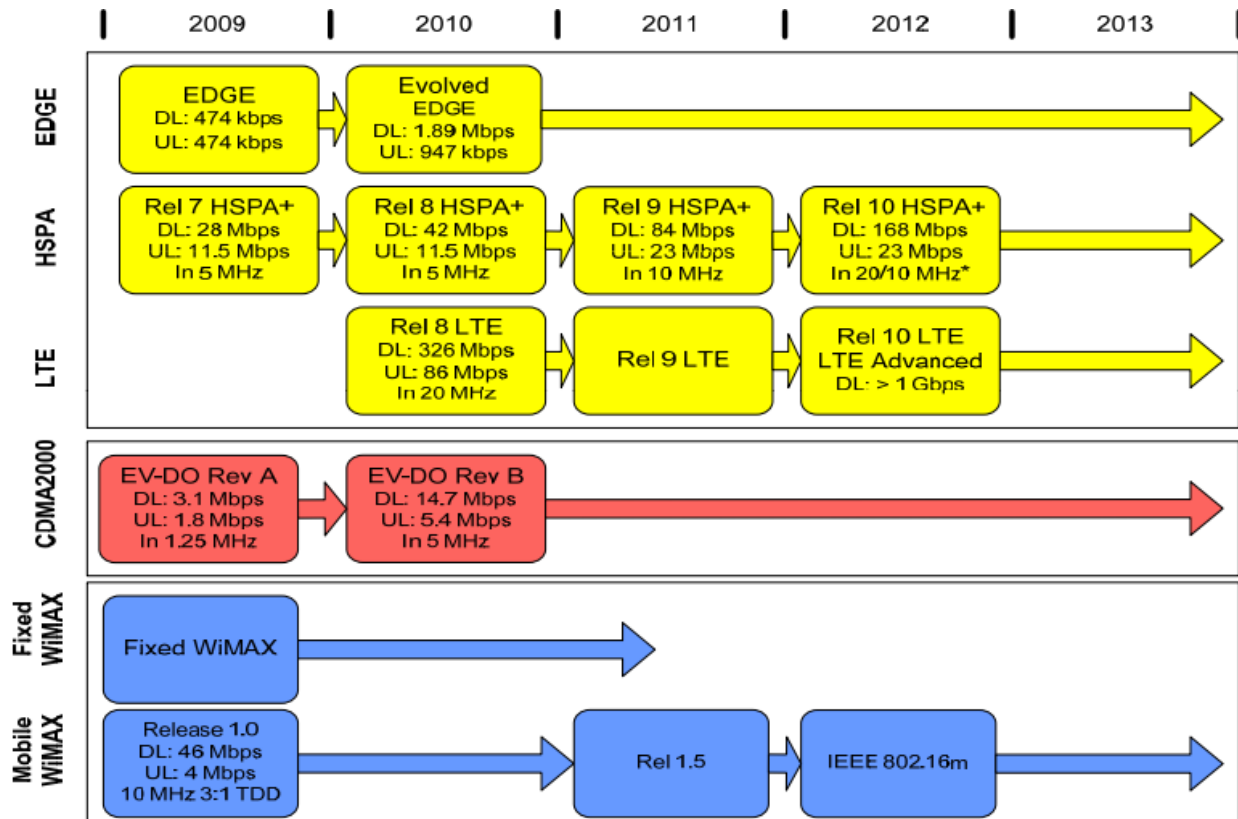 2009 2010 2011 2012 2013
EDGE
EDGE
DL: 474 kbps
UL: 474 kbps
Evolved
EDGE
DL: 1.89 Mbps
UL: 947 kbps
HSPA
Rel 7 HSPA+
DL: 28 Mbps
UL: 11.5 Mbps
In 5 MHz
Rel 8 HSPA+
DL: 42 Mbps
UL: 11.5 Mbps
In 5 MHz
Rel 9 HSPA+
DL: 84 Mbps
UL: 23 Mbps
In 10 MHz
Rel 10 HSPA+
DL: 168 Mbps
UL: 23 Mbps
In 20/10 MHz*
LTE
Rel 8 LTE
DL: 326 Mbps
UL: 86 Mbps
In 20 MHz
Rel 9 LTE
Rel 10 LTE
LTE Advanced
DL: > 1 Gbps
CDMA2000
EV-DO Rev A
DL: 3.1 Mbps
UL: 1.8 Mbps
In 1.25 MHz
EV-DO Rev B
DL: 14.7 Mbps
UL: 5.4 Mbps
In 5 MHz
Fixed
WiMAX
Fixed WiMAX
Mobile
WiMAX
Release 1.0
DL: 46 Mbps
UL: 4 Mbps
10 MHz 3:1 TDD
Rel 1.5
IEEE 802.16m